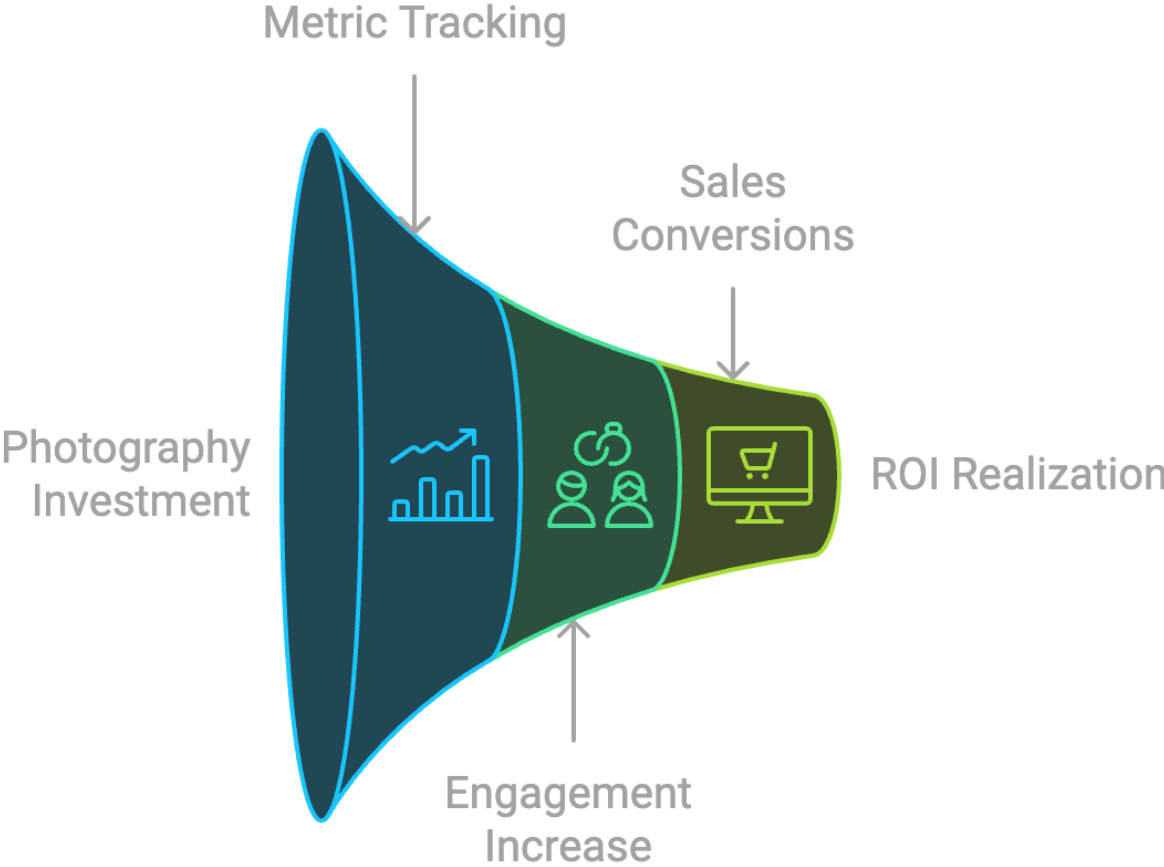 Metric Tracking
Sales
Conversions
Photography
Investment
ROI Realization
Engagement
Increase